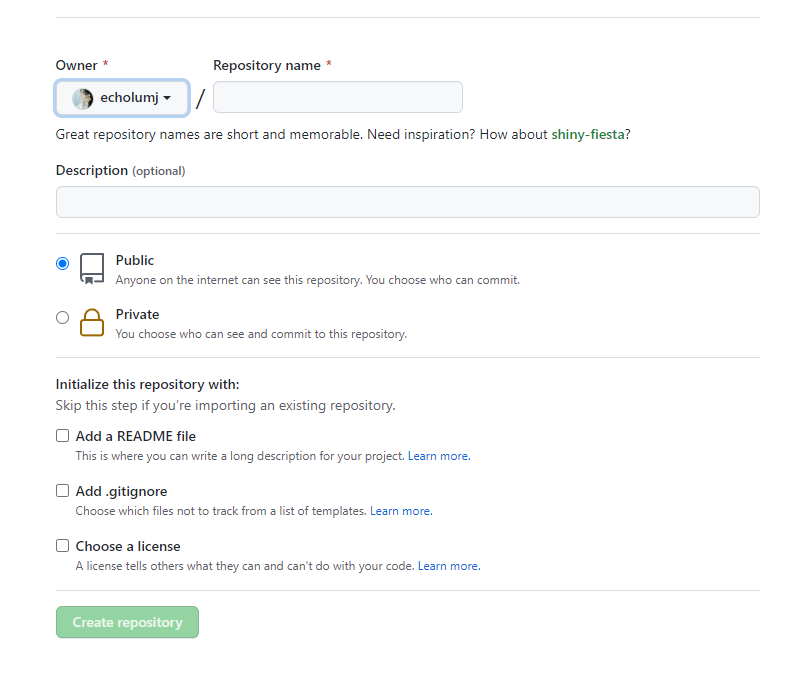 Owner * Repository name *
echolumj / 
Great repository names are short and memorable. Need inspiration? How about shiny-fiesta?
Description (optional)
Public
Anyone on the internet can see this repository. You choose who can commit.
Private
You choose who can see and commit to this repository.
Initialize this repository with:
Skip this step if you're importing an existing repository.
Add a README file
This is where you can write a long description for your project. Learn more.
Add .gitignore
Choose which files not to track from a list of templates. Learn more.
Choose a license
A license tells others what they can and can't do with your code. Learn more.
Create repository